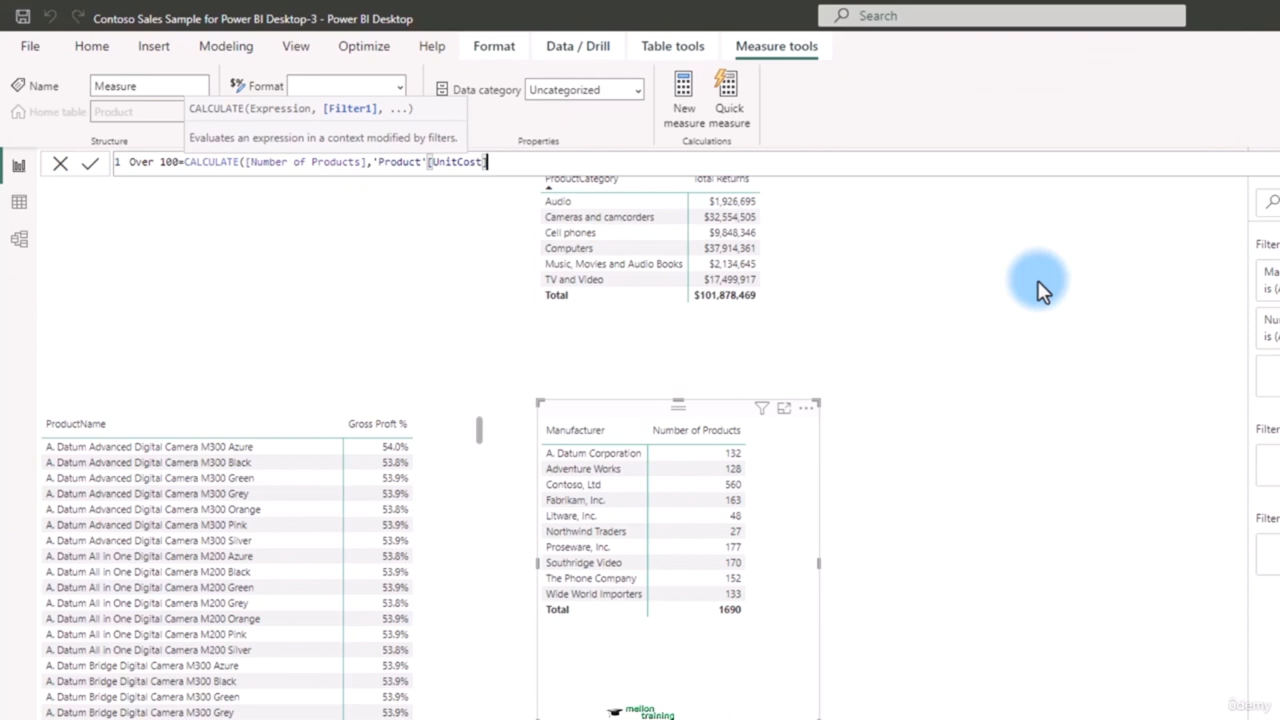 Contoso Sales Sample for Power BI Desktop-3 - Power BI Desktop
Search
File Home Insert Modeling View Optimize Help Format Data / Drill Table tools Measure tools
Name Measure
Format
Data category Uncategorized
Home table Product
New measure
Quick measure
Structure
Properties
Calculations
CALCULATE(Expression, [Filter1], ...)
Evaluates an expression in a context modified by filters.
1 Over 100=CALCULATE([Number of Products],'Product'[UnitCost]
ProductCategory Total Returns
Audio $1,926,695
Cameras and camcorders $32,554,505
Cell phones $9,848,346
Computers $37,914,361
Music, Movies and Audio Books $2,134,645
TV and Video $17,499,917
Total $101,878,469
Filter
Ma
is (
Nu
is (
Filter
Filter
ProductName Gross Proft %
A. Datum Advanced Digital Camera M300 Azure 54.0%
A. Datum Advanced Digital Camera M300 Black 53.8%
A. Datum Advanced Digital Camera M300 Green 53.9%
A. Datum Advanced Digital Camera M300 Grey 53.9%
A. Datum Advanced Digital Camera M300 Orange 53.8%
A. Datum Advanced Digital Camera M300 Pink 53.9%
A. Datum Advanced Digital Camera M300 Silver 53.9%
A. Datum All in One Digital Camera M200 Azure 53.8%
A. Datum All in One Digital Camera M200 Black 53.9%
A. Datum All in One Digital Camera M200 Green 53.9%
A. Datum All in One Digital Camera M200 Grey 53.8%
A. Datum All in One Digital Camera M200 Orange 53.9%
A. Datum All in One Digital Camera M200 Pink 53.9%
A. Datum All in One Digital Camera M200 Silver 53.8%
A. Datum Bridge Digital Camera M300 Azure 53.9%
A. Datum Bridge Digital Camera M300 Black 53.9%
A. Datum Bridge Digital Camera M300 Green 53.9%
A. Datum Bridge Digital Camera M300 Grey 53.9%
Manufacturer Number of Products
A. Datum Corporation 132
Adventure Works 128
Contoso, Ltd 560
Fabrikam, Inc. 163
Litware, Inc. 48
Northwind Traders 27
Proseware, Inc. 177
Southridge Video 170
The Phone Company 152
Wide World Importers 133
Total 1690
mellon
training
ûdemy